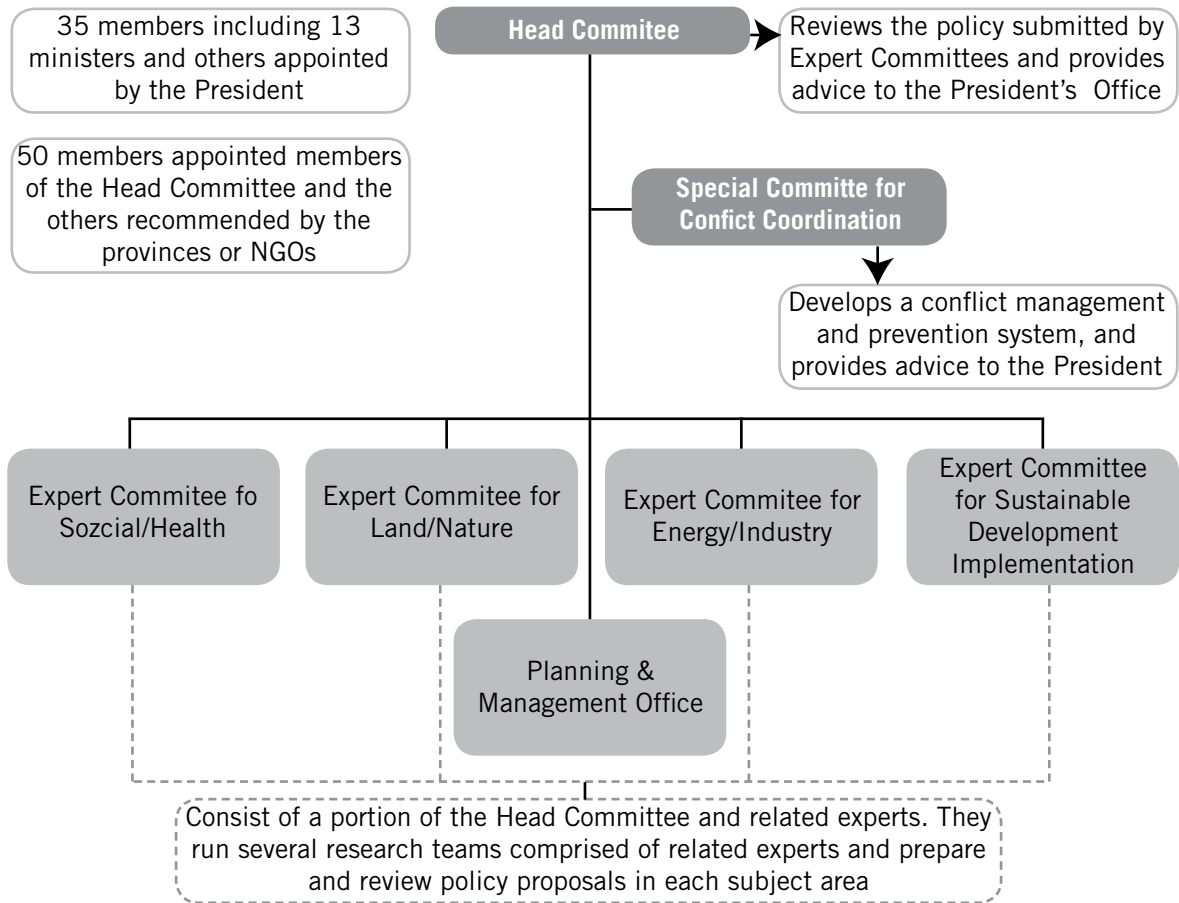 35 members including 13
ministers and others appointed
by the President
Head Commitee
Reviews the policy submitted by
Expert Committees and provides
advice to the President’s Office
50 members appointed members
of the Head Committee and the
others recommended by the
provinces or NGOs
Special Committe for
Confict Coordination
Develops a conflict management
and prevention system, and
provides advice to the President
Expert Commitee fo
Sozcial/Health
Expert Commitee for
Land/Nature
Expert Commitee for
Energy/Industry
Expert Committee
for Sustainable
Development
Implementation
Planning &
Management Office
Consist of a portion of the Head Committee and related experts. They
run several research teams comprised of related experts and prepare
and review policy proposals in each subject area